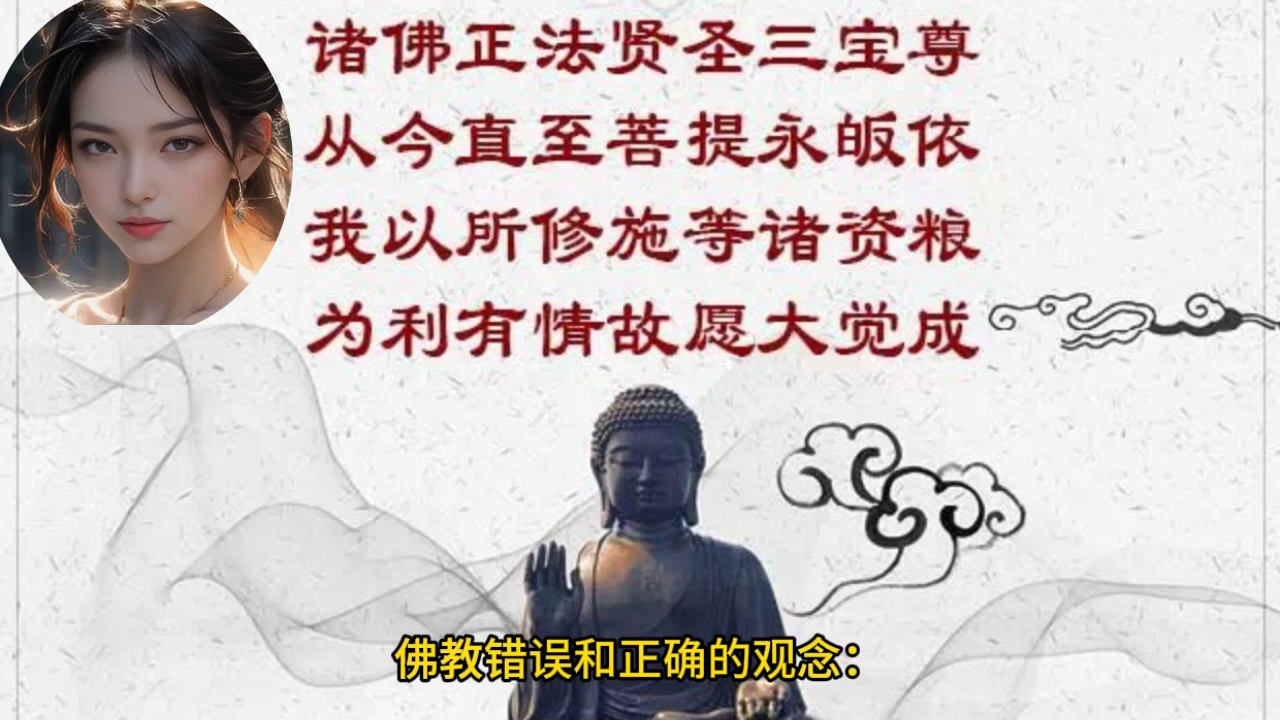 诸佛正法贤圣三宝尊
从今直至菩提永皈依
我以所修施等诸资粮
为利有情故愿大觉成
佛教错误和正确的观念：